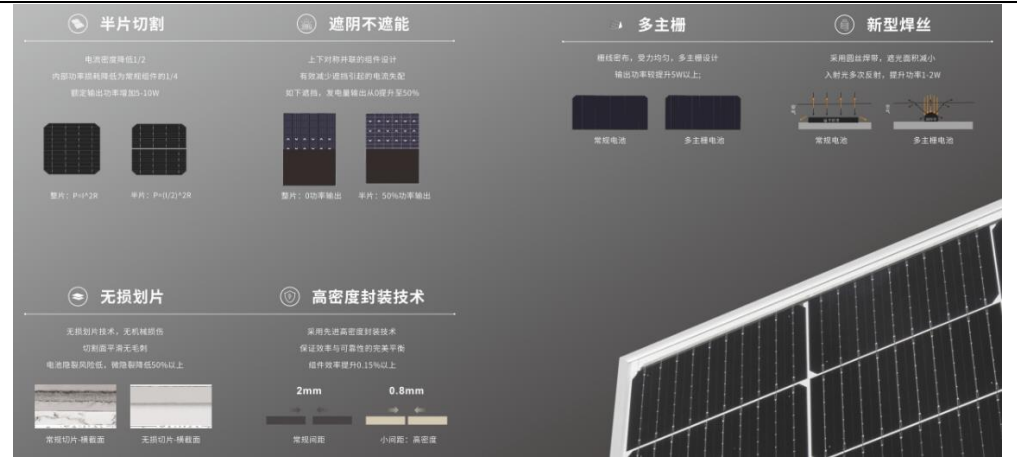 半片切割
电流密度降低1/2
内部功率损耗降低为常规组件的1/4
额定输出功率增加5-10W
整片：P=I^2R
半片：P=(I/2)^2R
遮阴不遮能
上下对称并联的组件设计
有效减少遮挡引起的电流失配
如下遮挡，发电量输出从0提升至50%
整片：0功率输出
半片：50%功率输出
多主栅
栅线密布，受力均匀，多主栅设计
输出功率较提升5W以上;
常规电池
多主栅电池
新型焊丝
采用圆丝焊带，遮光面积减小
入射光多次反射，提升功率1-2W
常规电池
多主栅电池
无损划片
无损划片技术，无机械损伤
切割面平滑无毛刺
电池隐裂风险低，微隐裂降低50%以上
常规切片-横截面
无损切片-横截面
高密度封装技术
采用先进高密度封装技术
保证效率与可靠性的完美平衡
组件效率提升0.15%以上
2mm
0.8mm
常规间距
小间距：高密度